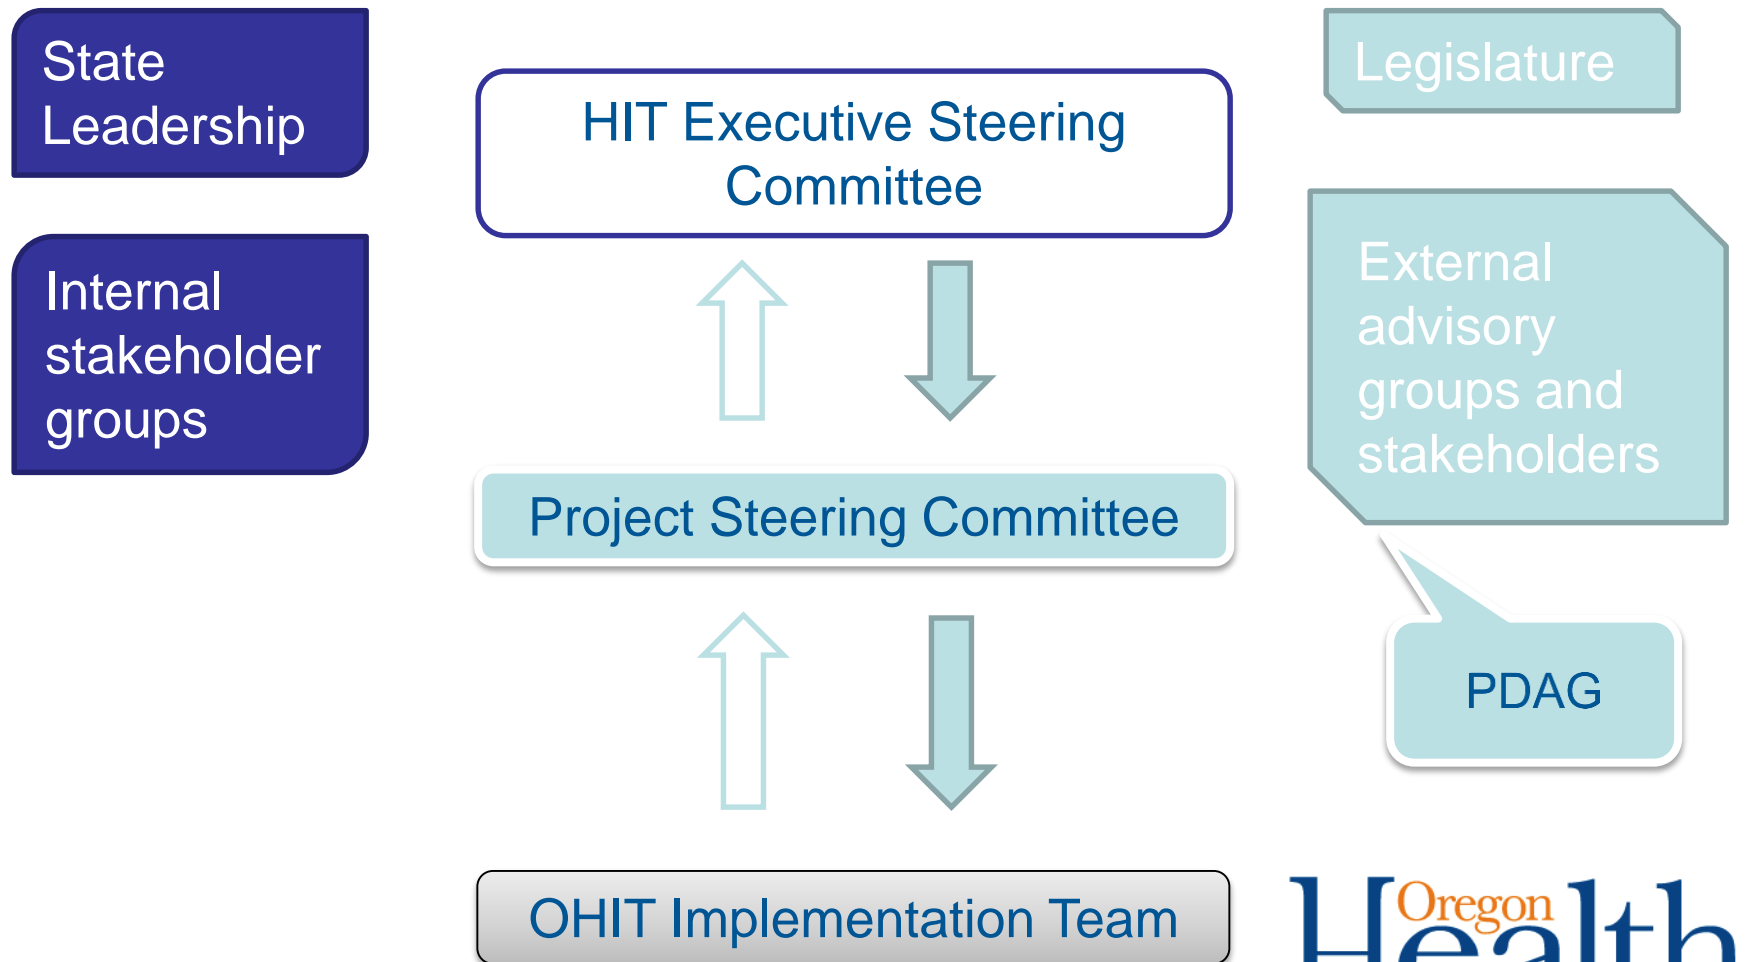 State
Leadership
Internal
stakeholder
groups
HIT Executive Steering
Committee
Project Steering Committee
OHIT Implementation Team
Legislature
External
advisory
groups and
stakeholders
PDAG
Oregon
Health